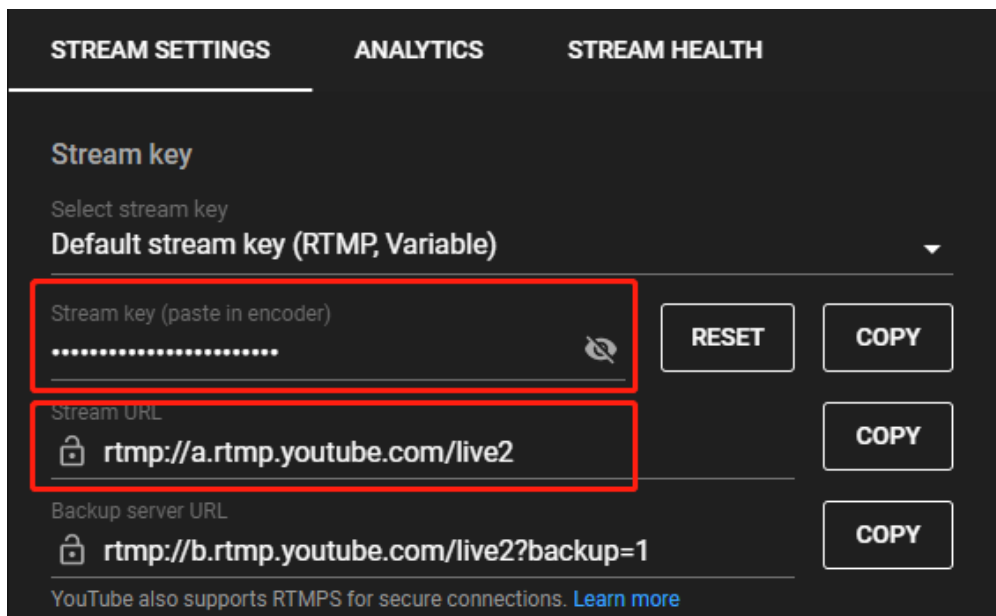 STREAM SETTINGS ANALYTICS STREAM HEALTH
Stream key
Select stream key
Default stream key (RTMP, Variable)
Stream key (paste in encoder)
•••••••••••••••••••••••• RESET COPY
Stream URL
rtmp://a.rtmp.youtube.com/live2 COPY
Backup server URL
rtmp://b.rtmp.youtube.com/live2?backup=1 COPY
YouTube also supports RTMPS for secure connections. Learn more